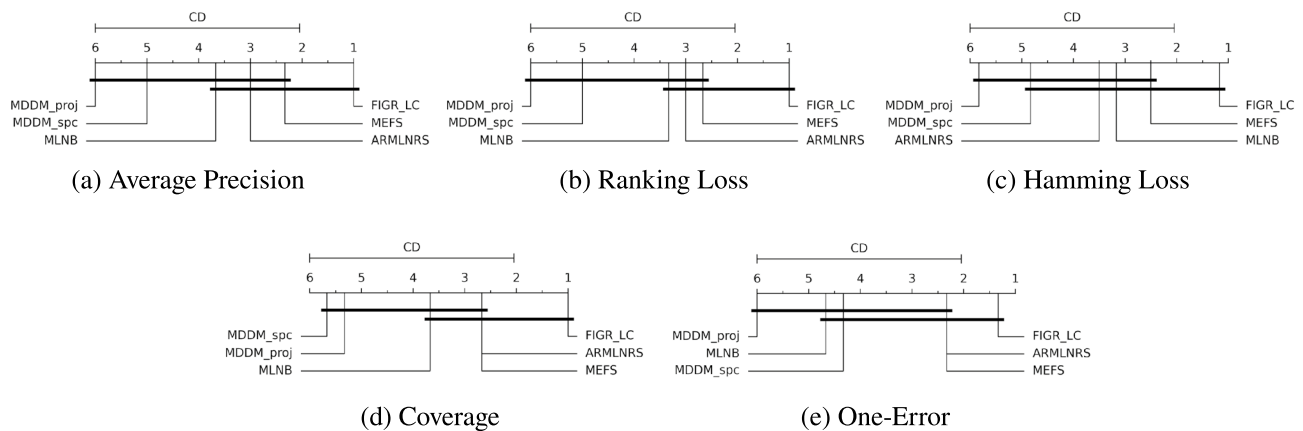 CD
6 5 4 3 2 1
MDDM_proj FIGR_LC
MDDM_spc MEFS
MLNB ARMLNRS
(a) Average Precision
CD
6 5 4 3 2 1
MDDM_proj FIGR_LC
MDDM_spc MEFS
MLNB ARMLNRS
(b) Ranking Loss
CD
6 5 4 3 2 1
MDDM_proj FIGR_LC
MDDM_spc MEFS
ARMLNRS MLNB
(c) Hamming Loss
CD
6 5 4 3 2 1
MDDM_spc FIGR_LC
MDDM_proj ARMLNRS
MLNB MEFS
(d) Coverage
CD
6 5 4 3 2 1
MDDM_proj FIGR_LC
MLNB ARMLNRS
MDDM_spc MEFS
(e) One-Error